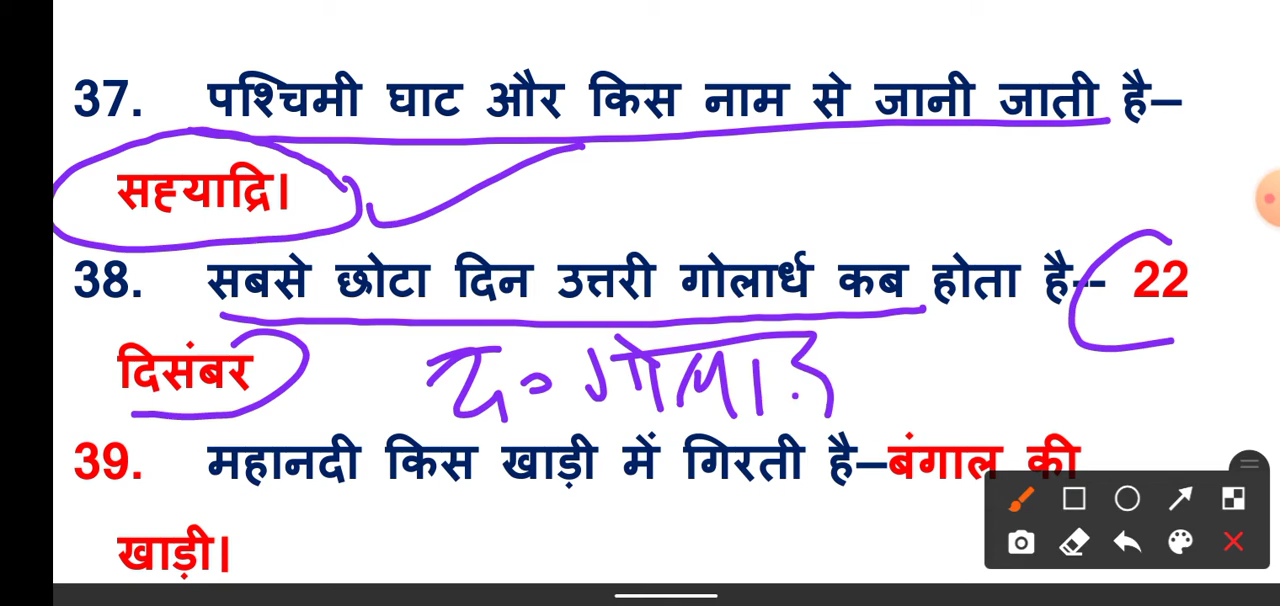 37. पश्चिमी घाट और किस नाम से जानी जाती है–
सह्याद्रि।
38. सबसे छोटा दिन उत्तरी गोलार्ध कब होता है– 22
दिसंबर
39. महानदी किस खाड़ी में गिरती है–बंगाल की
खाड़ी।